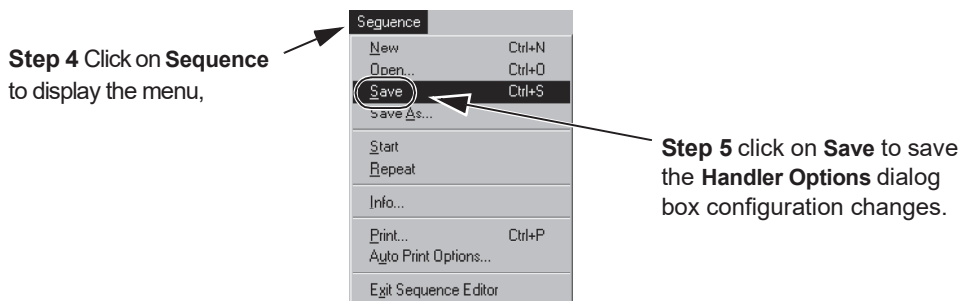 Step 4 Click on Sequence
to display the menu,
Sequence
New Ctrl+N
Open... Ctrl+O
Save Ctrl+S
Save As...
Start
Repeat
Info...
Print... Ctrl+P
Auto Print Options...
Exit Sequence Editor
Step 5 click on Save to save
the Handler Options dialog
box configuration changes.